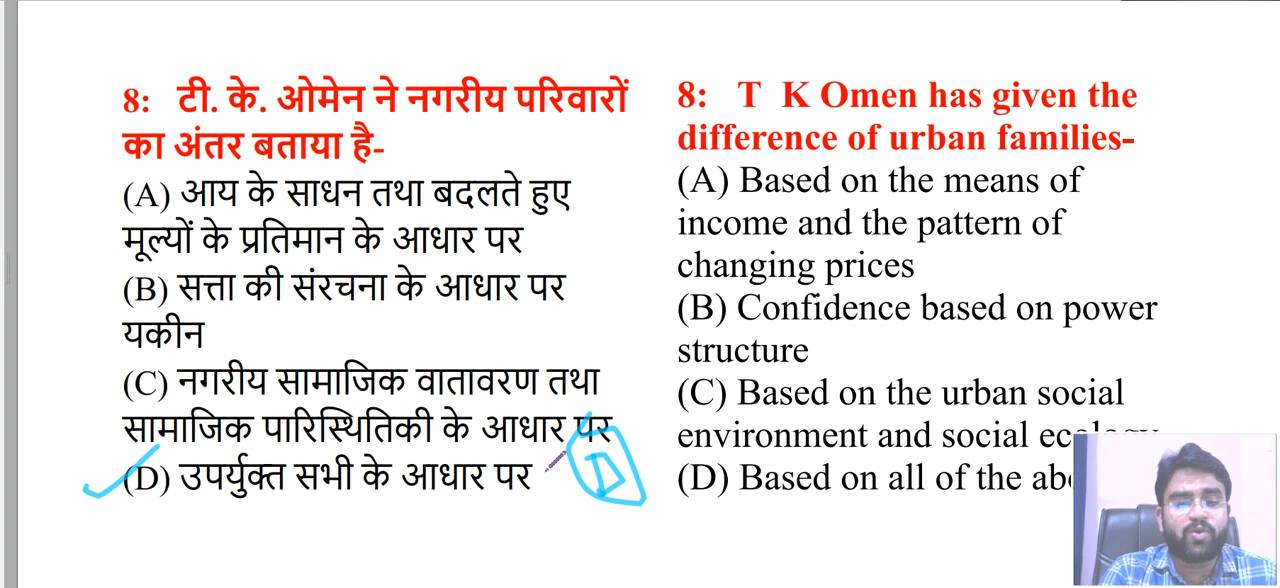 8: टी. के. ओमेन ने नगरीय परिवारों
का अंतर बताया है-
(A) आय के साधन तथा बदलते हुए
मूल्यों के प्रतिमान के आधार पर
(B) सत्ता की संरचना के आधार पर
यकीन
(C) नगरीय सामाजिक वातावरण तथा
सामाजिक पारिस्थितिकी के आधार पर
(D) उपर्युक्त सभी के आधार पर
D
8: T K Omen has given the
difference of urban families-
(A) Based on the means of
income and the pattern of
changing prices
(B) Confidence based on power
structure
(C) Based on the urban social
environment and social
(D) Based on all of the